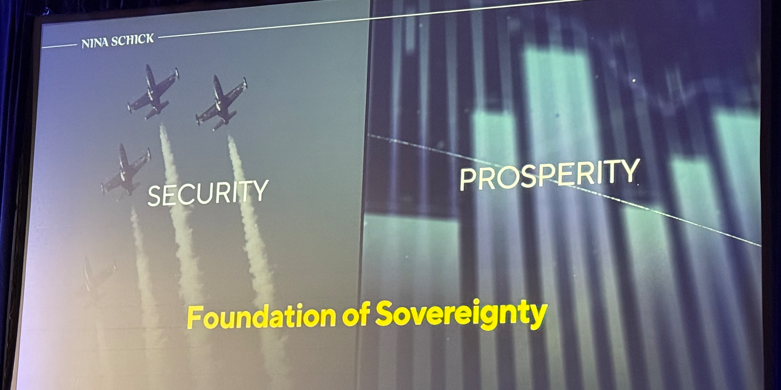 NINA SCHICK
SECURITY
PROSPERITY
Foundation of Sovereignty